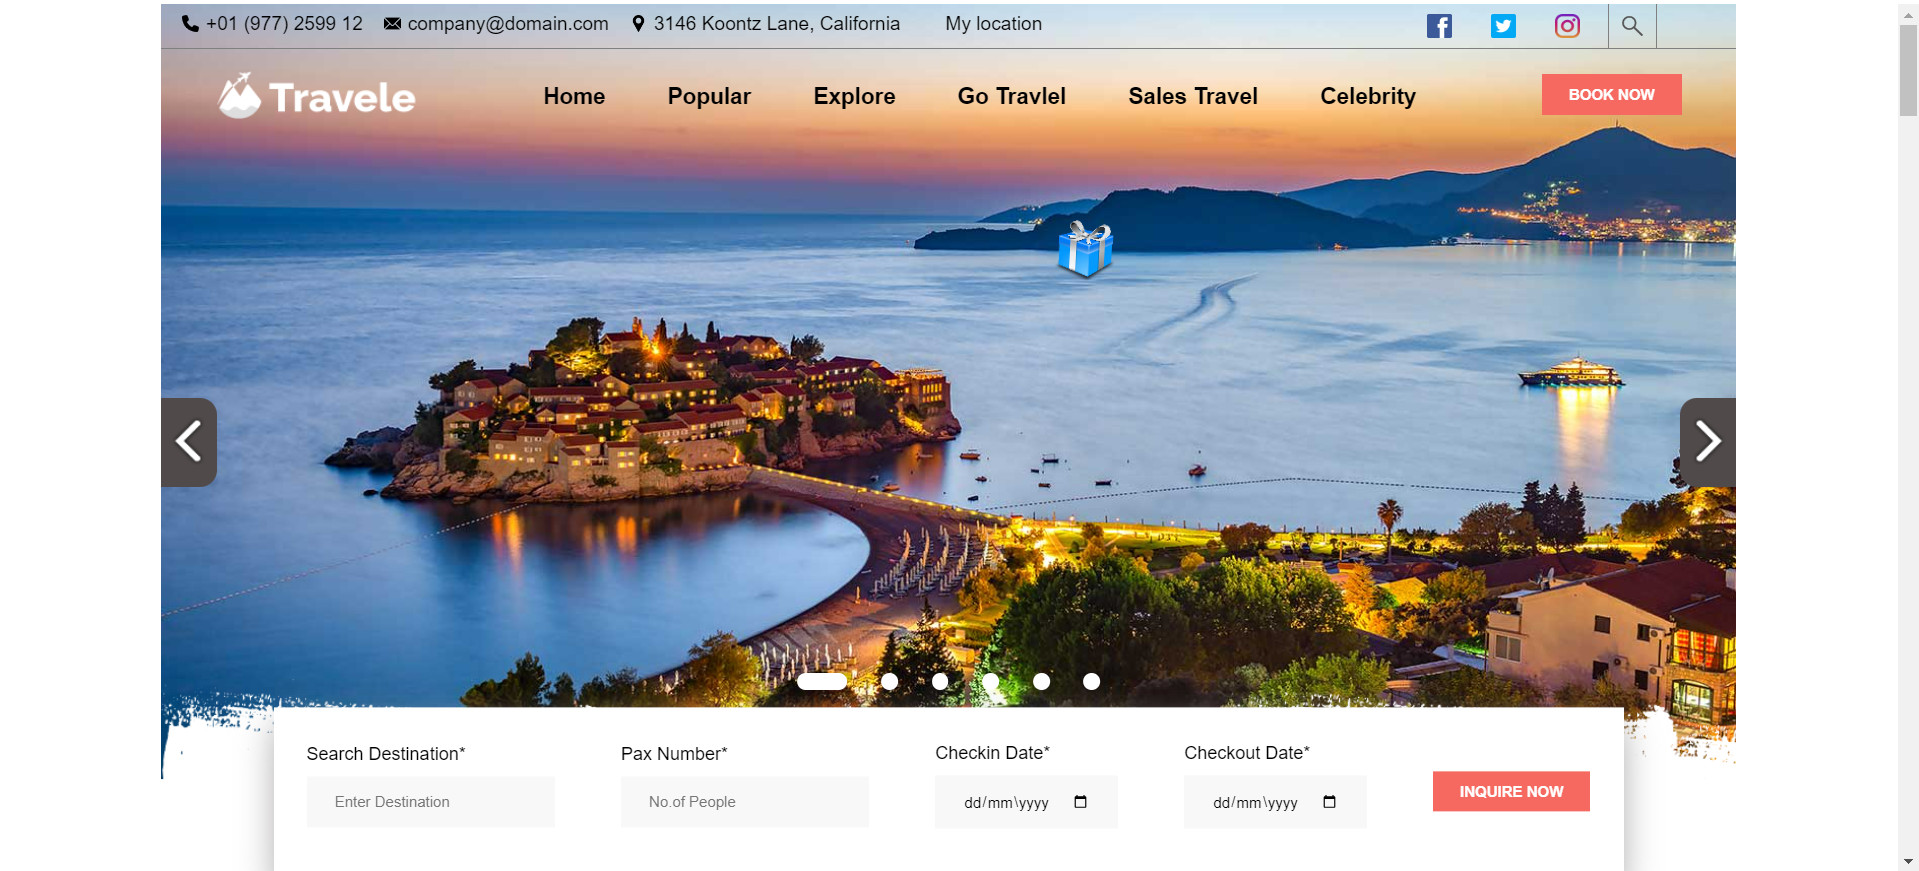 +01 (977) 2599 12 company@domain.com 3146 Koontz Lane, California My location
Travele Home Popular Explore Go Travlel Sales Travel Celebrity BOOK NOW
Search Destination* Pax Number* Checkin Date* Checkout Date*
Enter Destination No.of People dd/mm\yyyy dd/mm\yyyy INQUIRE NOW